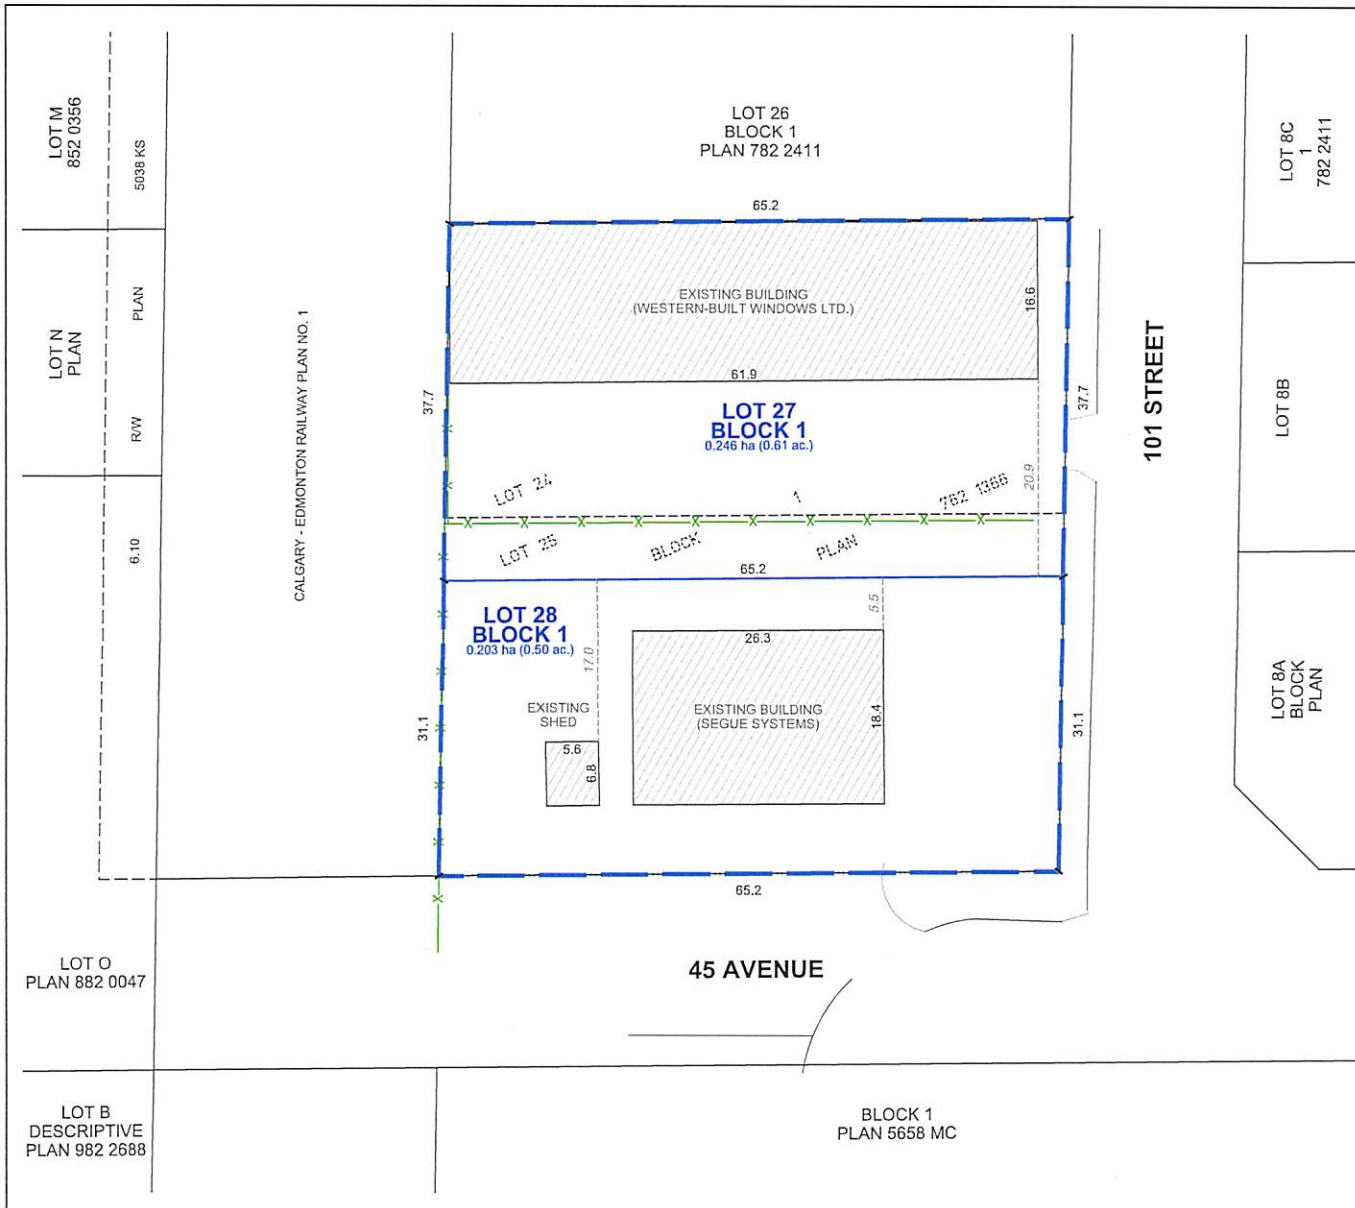 LOT M
852 0356
5038 KS
LOT 26
BLOCK 1
PLAN 782 2411
LOT 8C
1
782 2411
65.2
EXISTING BUILDING
(WESTERN-BUILT WINDOWS LTD.)
16.6
61.9
LOT N
PLAN
PLAN
R/W
6.10
CALGARY - EDMONTON RAILWAY PLAN NO. 1
37.7
LOT 27
BLOCK 1
0.246 ha (0.61 ac.)
37.7
101 STREET
LOT 8B
20.9
LOT 24
1
762 1366
LOT 25
BLOCK
PLAN
65.2
LOT 28
BLOCK 1
0.203 ha (0.50 ac.)
17.0
5.5
26.3
EXISTING BUILDING
(SEGUE SYSTEMS)
18.4
EXISTING
SHED
5.6
6.8
31.1
31.1
LOT 8A
BLOCK
PLAN
65.2
45 AVENUE
LOT O
PLAN 882 0047
LOT B
DESCRIPTIVE
PLAN 982 2688
BLOCK 1
PLAN 5658 MC